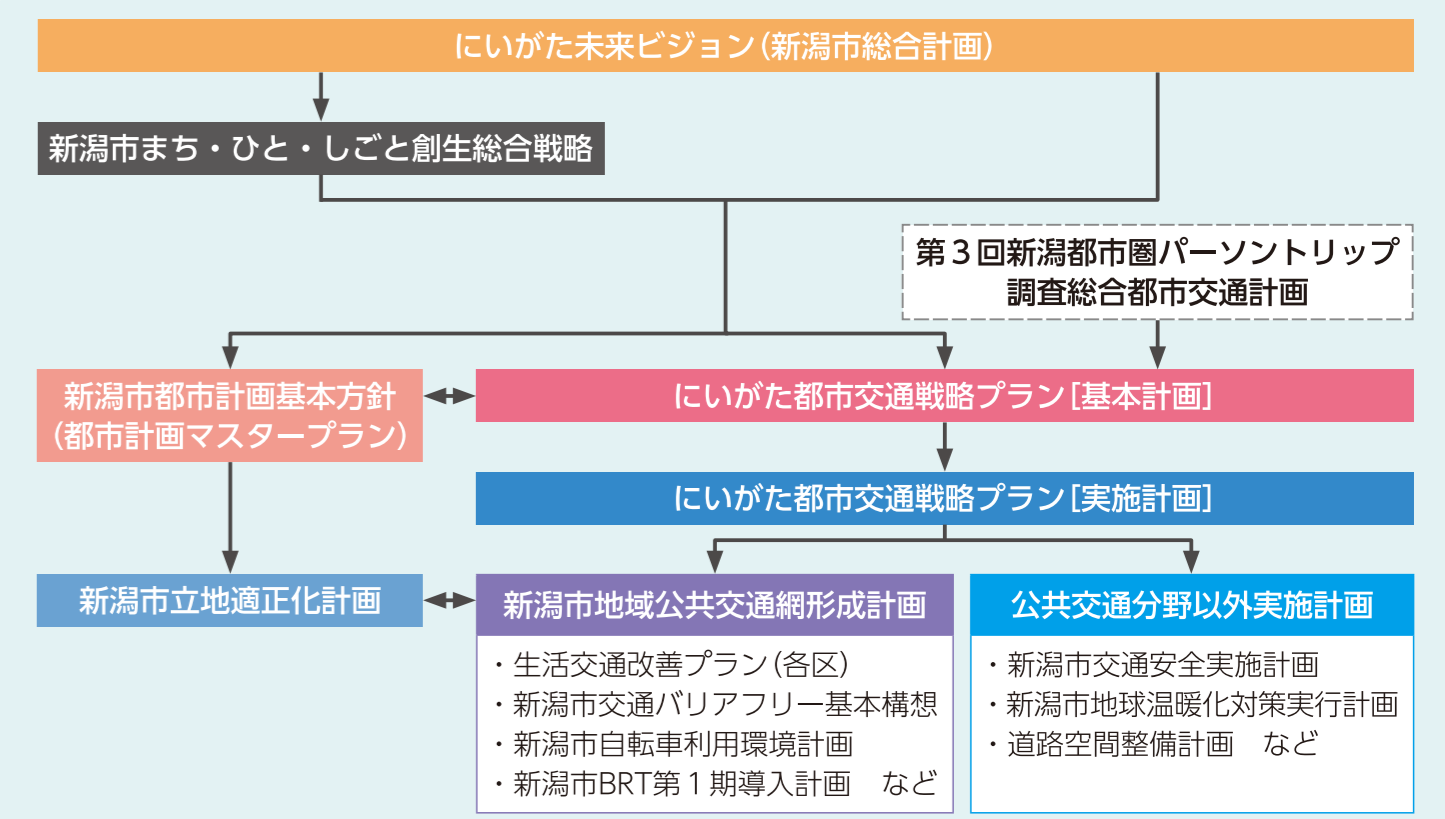 にいがた未来ビジョン(新潟市総合計画)
新潟市まち・ひと・しごと創生総合戦略
第3回新潟都市圏パーソントリップ
調査総合都市交通計画
新潟市都市計画基本方針
(都市計画マスタープラン)
にいがた都市交通戦略プラン[基本計画]
にいがた都市交通戦略プラン[実施計画]
新潟市立地適正化計画
新潟市地域公共交通網形成計画
・生活交通改善プラン(各区)
・新潟市交通バリアフリー基本構想
・新潟市自転車利用環境計画
・新潟市BRT第1期導入計画　など
公共交通分野以外実施計画
・新潟市交通安全実施計画
・新潟市地球温暖化対策実行計画
・道路空間整備計画　など